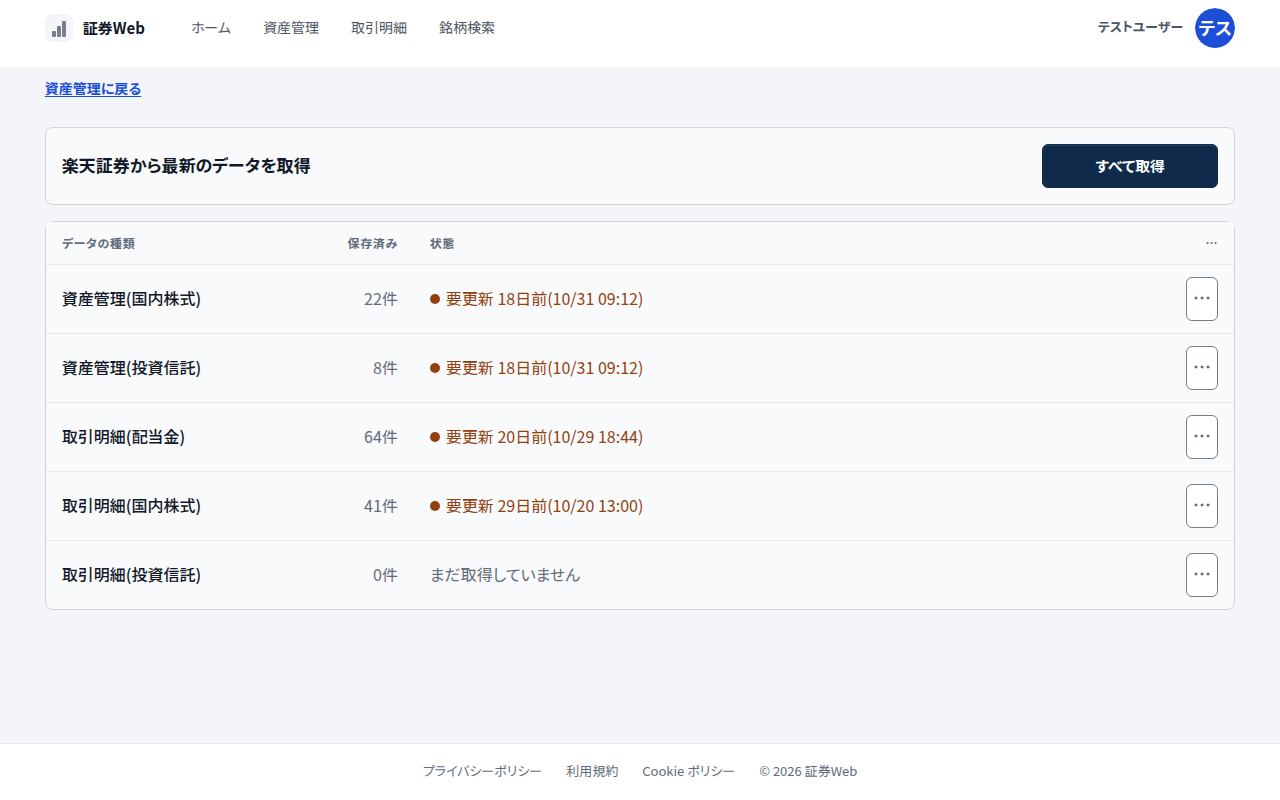 証券Web ホーム 資産管理 取引明細 銘柄検索 テストユーザー テス
資産管理に戻る
楽天証券から最新のデータを取得 すべて取得
データの種類 保存済み 状態 …
資産管理(国内株式) 22件 要更新 18日前(10/31 09:12) …
資産管理(投資信託) 8件 要更新 18日前(10/31 09:12) …
取引明細(配当金) 64件 要更新 20日前(10/29 18:44) …
取引明細(国内株式) 41件 要更新 29日前(10/20 13:00) …
取引明細(投資信託) 0件 まだ取得していません …
プライバシーポリシー 利用規約 Cookie ポリシー © 2026 証券Web